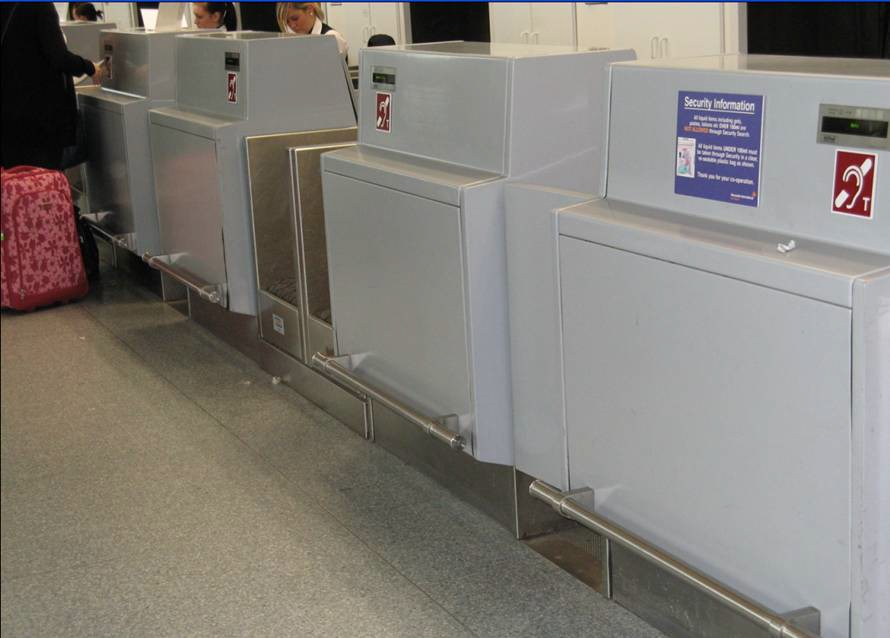 Security Information
All liquid items including gels,
pastes, lotions etc OVER 100ml are
NOT ALLOWED through Security Search.
All liquid items UNDER 100ml must
be taken through Security in a clear,
re-sealable plastic bag as shown.
Thank you for your co-operation.
T